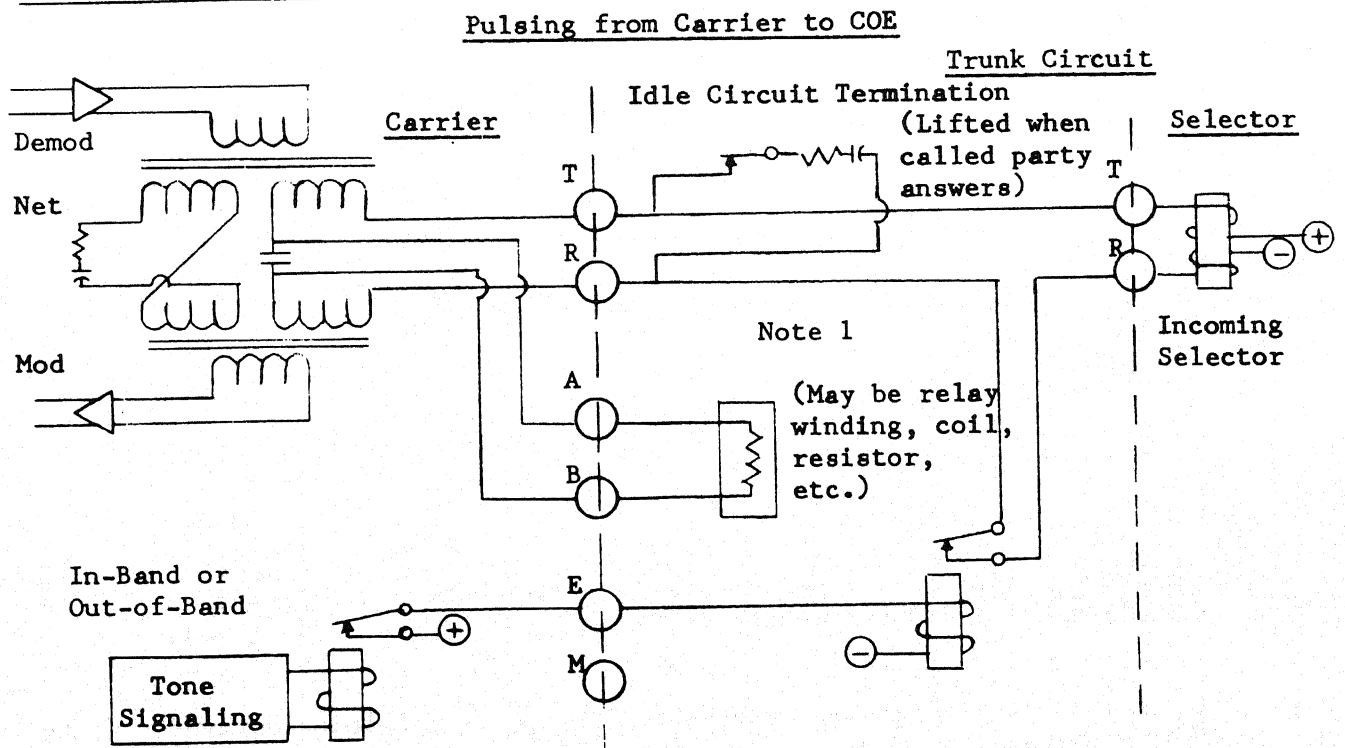 Pulsing from Carrier to COE
Trunk Circuit
Idle Circuit Termination
(Lifted when
called party
answers)
Carrier
Selector
Demod
Net
Mod
T
R
A
B
E
M
T
R
+
−
Incoming
Selector
Note 1
(May be relay
winding, coil,
resistor,
etc.)
In-Band or
Out-of-Band
+
−
Tone
Signaling